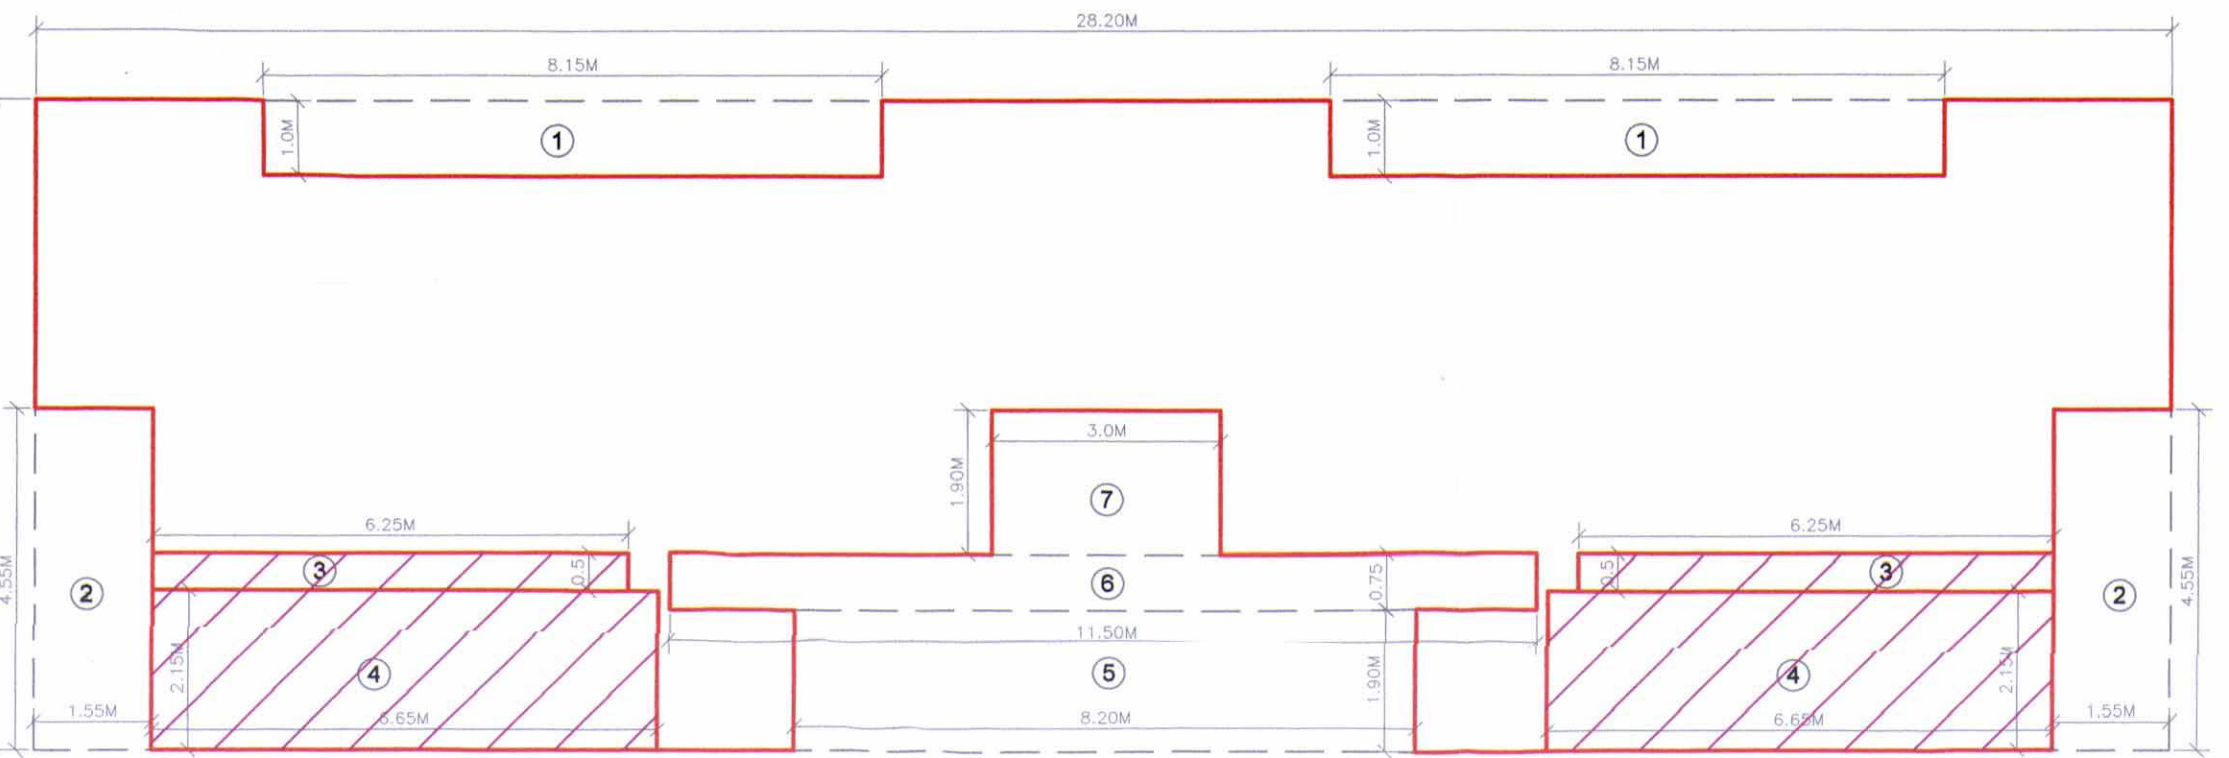 28.20M
8.15M 8.15M
1.0M 1 1.0M 1
3.0M
1.90M 7
6.25M 6.25M
4.55M 2 3 0.5 6 0.75 0.5 3 2 4.55M
11.50M
2.15M 4 5 1.90M 4 2.15M
1.55M 6.65M 8.20M 6.65M 1.55M